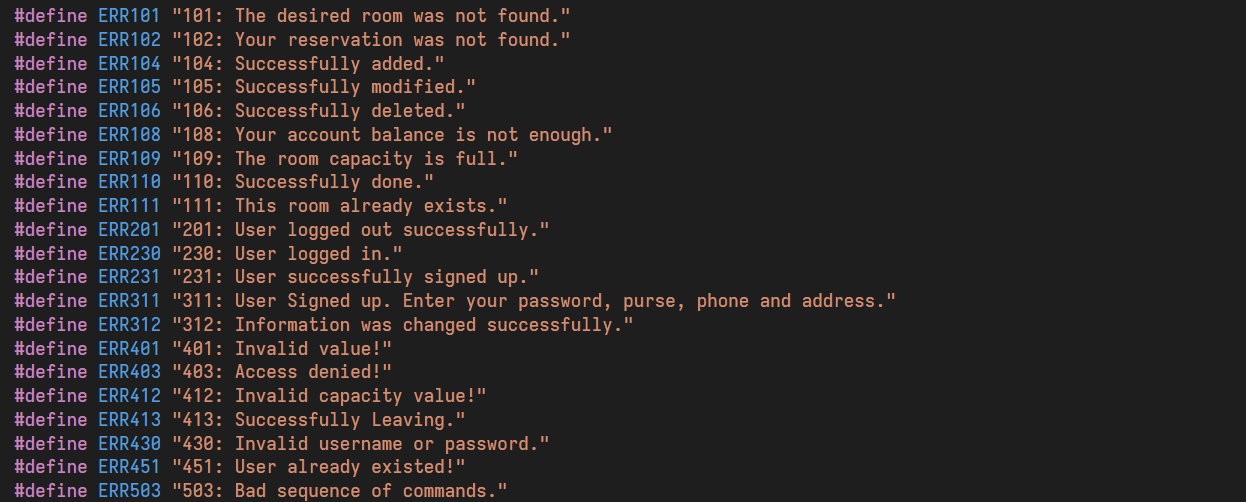 #define ERR101 "101: The desired room was not found."
#define ERR102 "102: Your reservation was not found."
#define ERR104 "104: Successfully added."
#define ERR105 "105: Successfully modified."
#define ERR106 "106: Successfully deleted."
#define ERR108 "108: Your account balance is not enough."
#define ERR109 "109: The room capacity is full."
#define ERR110 "110: Successfully done."
#define ERR111 "111: This room already exists."
#define ERR201 "201: User logged out successfully."
#define ERR230 "230: User logged in."
#define ERR231 "231: User successfully signed up."
#define ERR311 "311: User Signed up. Enter your password, purse, phone and address."
#define ERR312 "312: Information was changed successfully."
#define ERR401 "401: Invalid value!"
#define ERR403 "403: Access denied!"
#define ERR412 "412: Invalid capacity value!"
#define ERR413 "413: Successfully Leaving."
#define ERR430 "430: Invalid username or password."
#define ERR451 "451: User already existed!"
#define ERR503 "503: Bad sequence of commands."